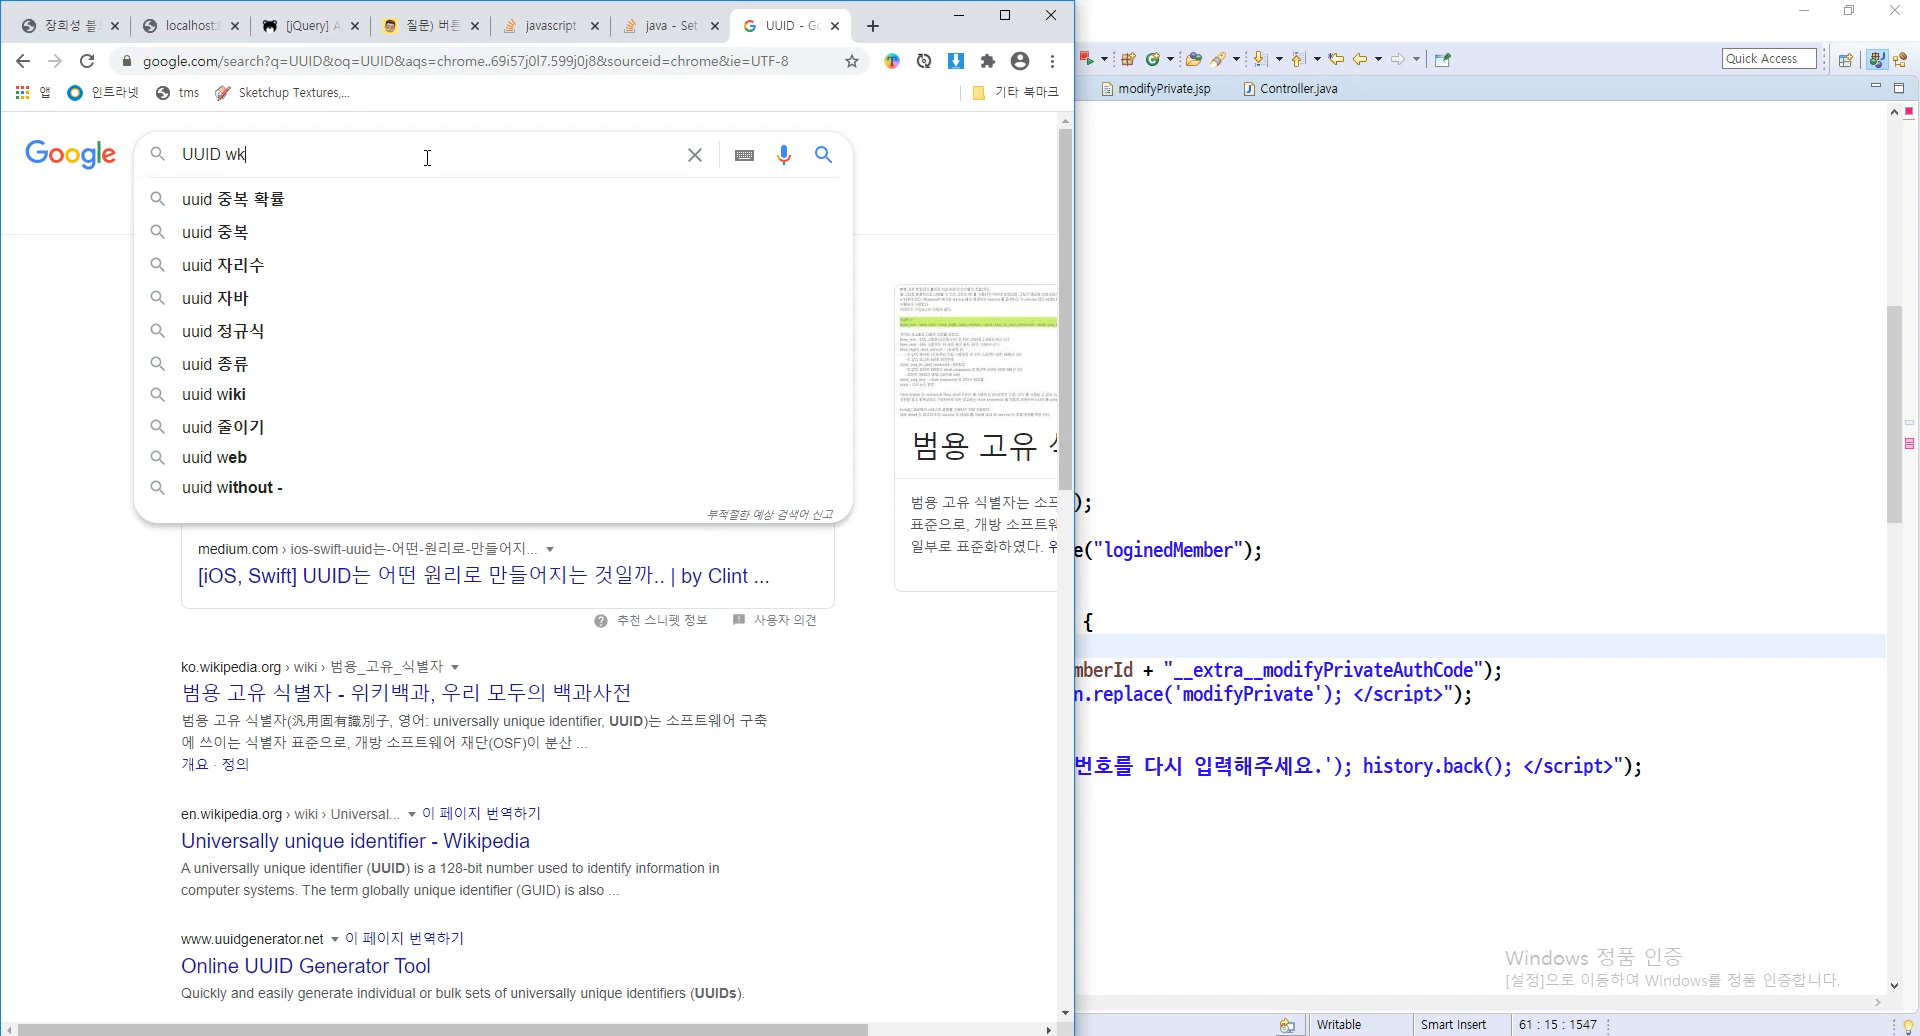 장희성 블
localhost:8
[jQuery] A
질문) 버튼
javascript
java - Set
UUID - Go
google.com/search?q=UUID&oq=UUID&aqs=chrome..69i57j0l7.599j0j8&sourceid=chrome&ie=UTF-8
앱
인트라넷
tms
Sketchup Textures,...
기타 북마크
Google
UUID wk
uuid 중복 확률
uuid 중복
uuid 자리수
uuid 자바
uuid 정규식
uuid 종류
uuid wiki
uuid 줄이기
uuid web
uuid without -
부적절한 예상 검색어 신고
medium.com › ios-swift-uuid는-어떤-원리로-만들어지...
[iOS, Swift] UUID는 어떤 원리로 만들어지는 것일까.. | by Clint ...
추천 스니펫 정보
사용자 의견
ko.wikipedia.org › wiki › 범용_고유_식별자
범용 고유 식별자 - 위키백과, 우리 모두의 백과사전
범용 고유 식별자(汎用固有識別子, 영어: universally unique identifier, UUID)는 소프트웨어 구축
에 쓰이는 식별자 표준으로, 개방 소프트웨어 재단(OSF)이 분산 ...
개요 · 정의
en.wikipedia.org › wiki › Universal... 이 페이지 번역하기
Universally unique identifier - Wikipedia
A universally unique identifier (UUID) is a 128-bit number used to identify information in
computer systems. The term globally unique identifier (GUID) is also ...
www.uuidgenerator.net 이 페이지 번역하기
Online UUID Generator Tool
Quickly and easily generate individual or bulk sets of universally unique identifiers (UUIDs).
범용 고유
범용 고유 식별자는 소프
표준으로, 개방 소프트웨
일부로 표준화하였다.
Quick Access
modifyPrivate.jsp
Controller.java
);
e("loginedMember");
{
mberId + "__extra__modifyPrivateAuthCode");
n.replace('modifyPrivate'); </script>");
번호를 다시 입력해주세요.'); history.back(); </script>");
Windows 정품 인증
[설정]으로 이동하여 Windows를 정품 인증합니다.
Writable
Smart Insert
61 : 15 : 1547